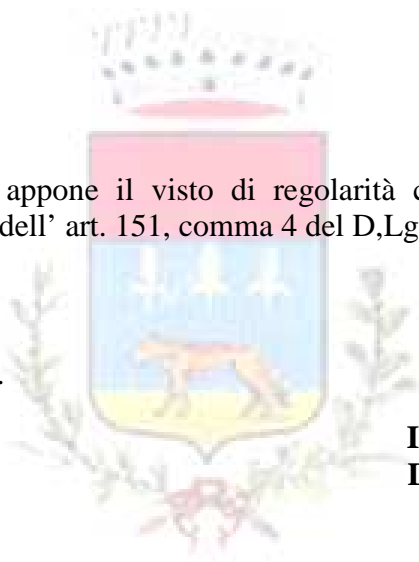 appone il visto di regolarità c
dell’ art. 151, comma 4 del D,Lg
.
I
D